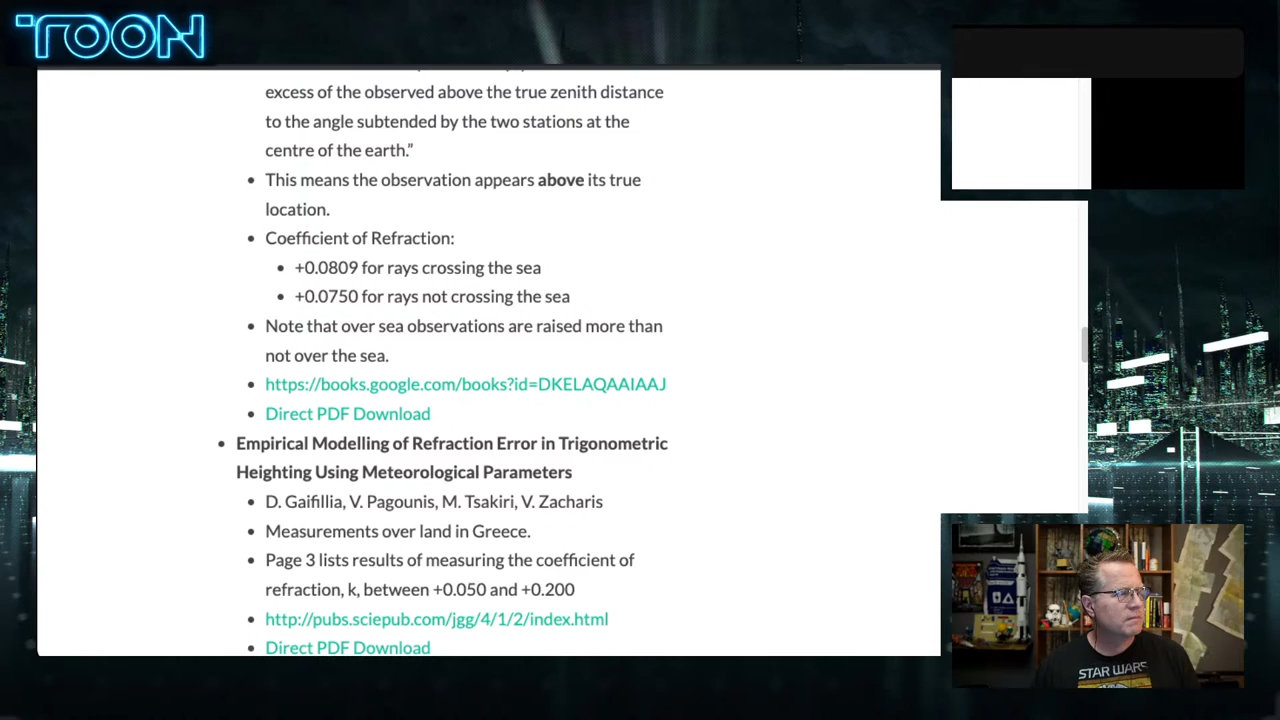 TOON
excess of the observed above the true zenith distance
to the angle subtended by the two stations at the
centre of the earth.”
• This means the observation appears above its true
location.
• Coefficient of Refraction:
• +0.0809 for rays crossing the sea
• +0.0750 for rays not crossing the sea
• Note that over sea observations are raised more than
not over the sea.
• https://books.google.com/books?id=DKELAQAAIAAJ
• Direct PDF Download
• Empirical Modelling of Refraction Error in Trigonometric
Heighting Using Meteorological Parameters
• D. Gaifillia, V. Pagounis, M. Tsakiri, V. Zacharis
• Measurements over land in Greece.
• Page 3 lists results of measuring the coefficient of
refraction, k, between +0.050 and +0.200
• http://pubs.sciepub.com/jgg/4/1/2/index.html
• Direct PDF Download
STAR WARS